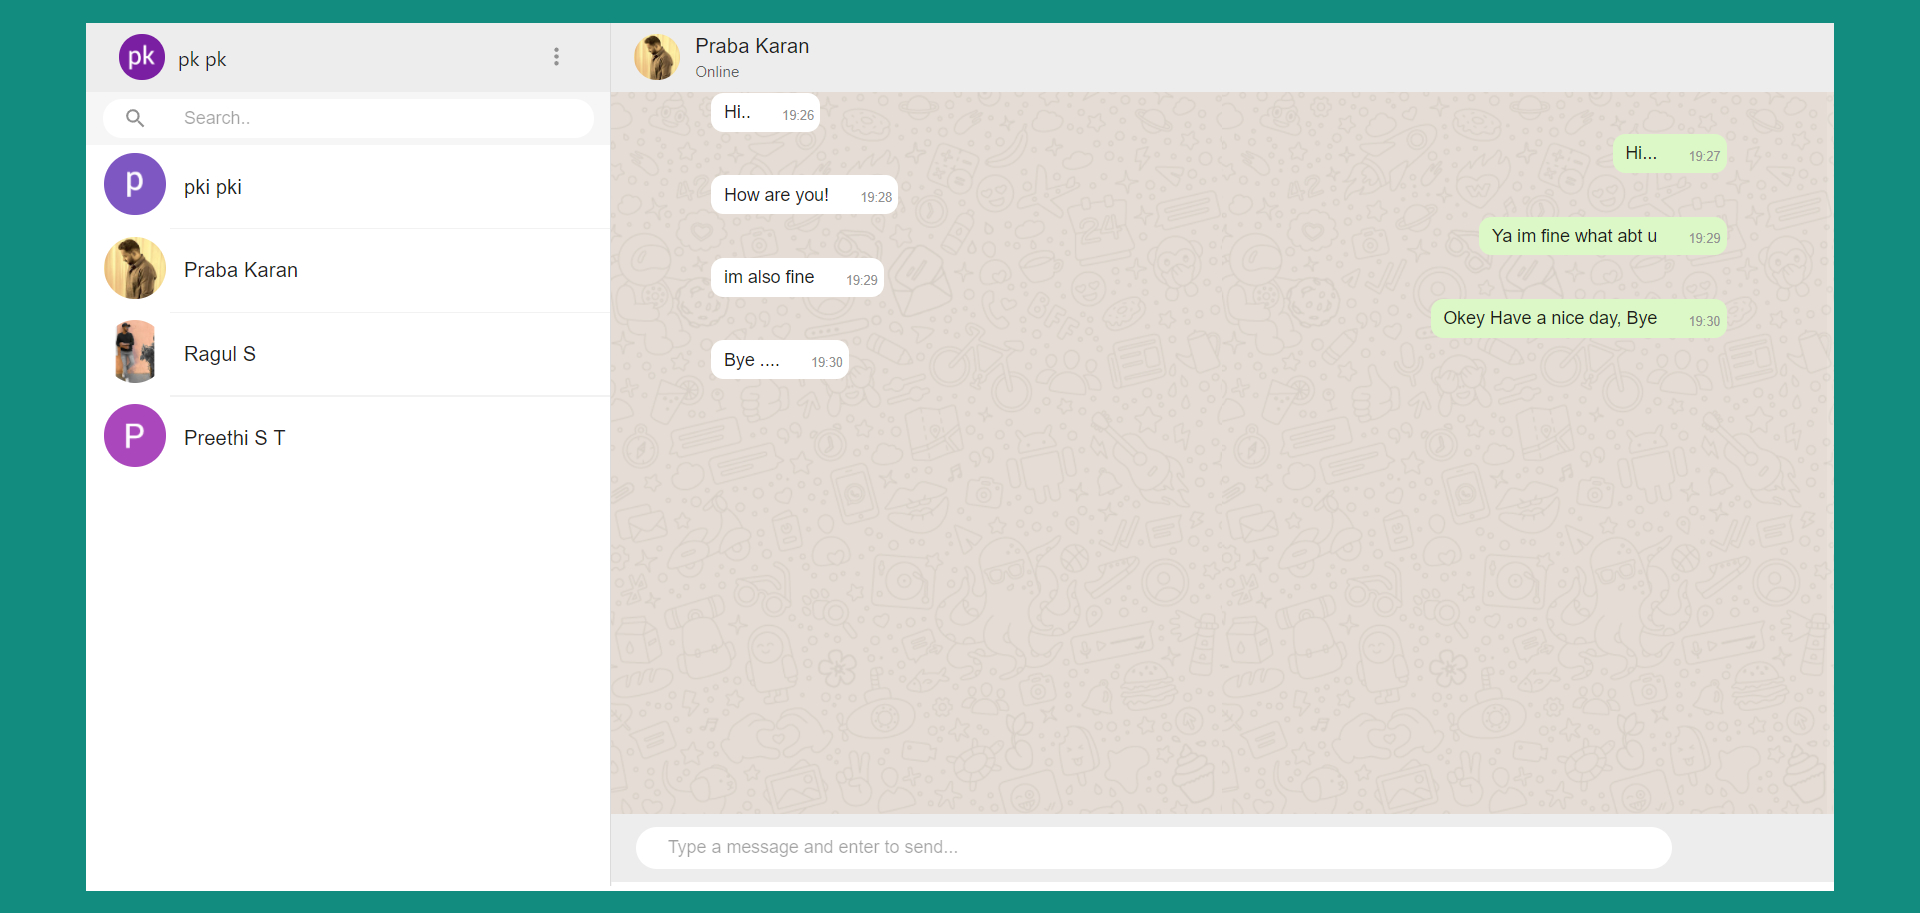 pk pk pk
Search..
p pki pki
Praba Karan
Ragul S
P Preethi S T
Praba Karan
Online
Hi.. 19:26
Hi... 19:27
How are you! 19:28
Ya im fine what abt u 19:29
im also fine 19:29
Okey Have a nice day, Bye 19:30
Bye .... 19:30
24
Type a message and enter to send...